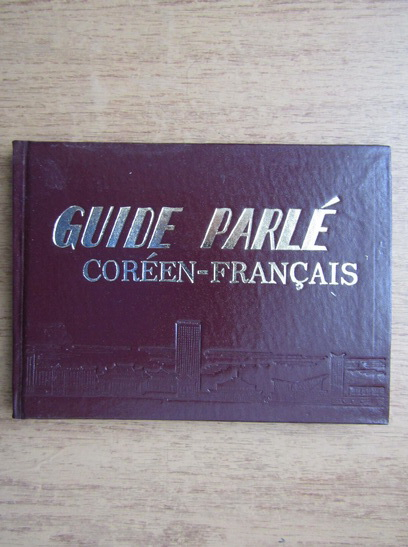 GUIDE PARLÉ
CORÉEN-FRANÇAIS